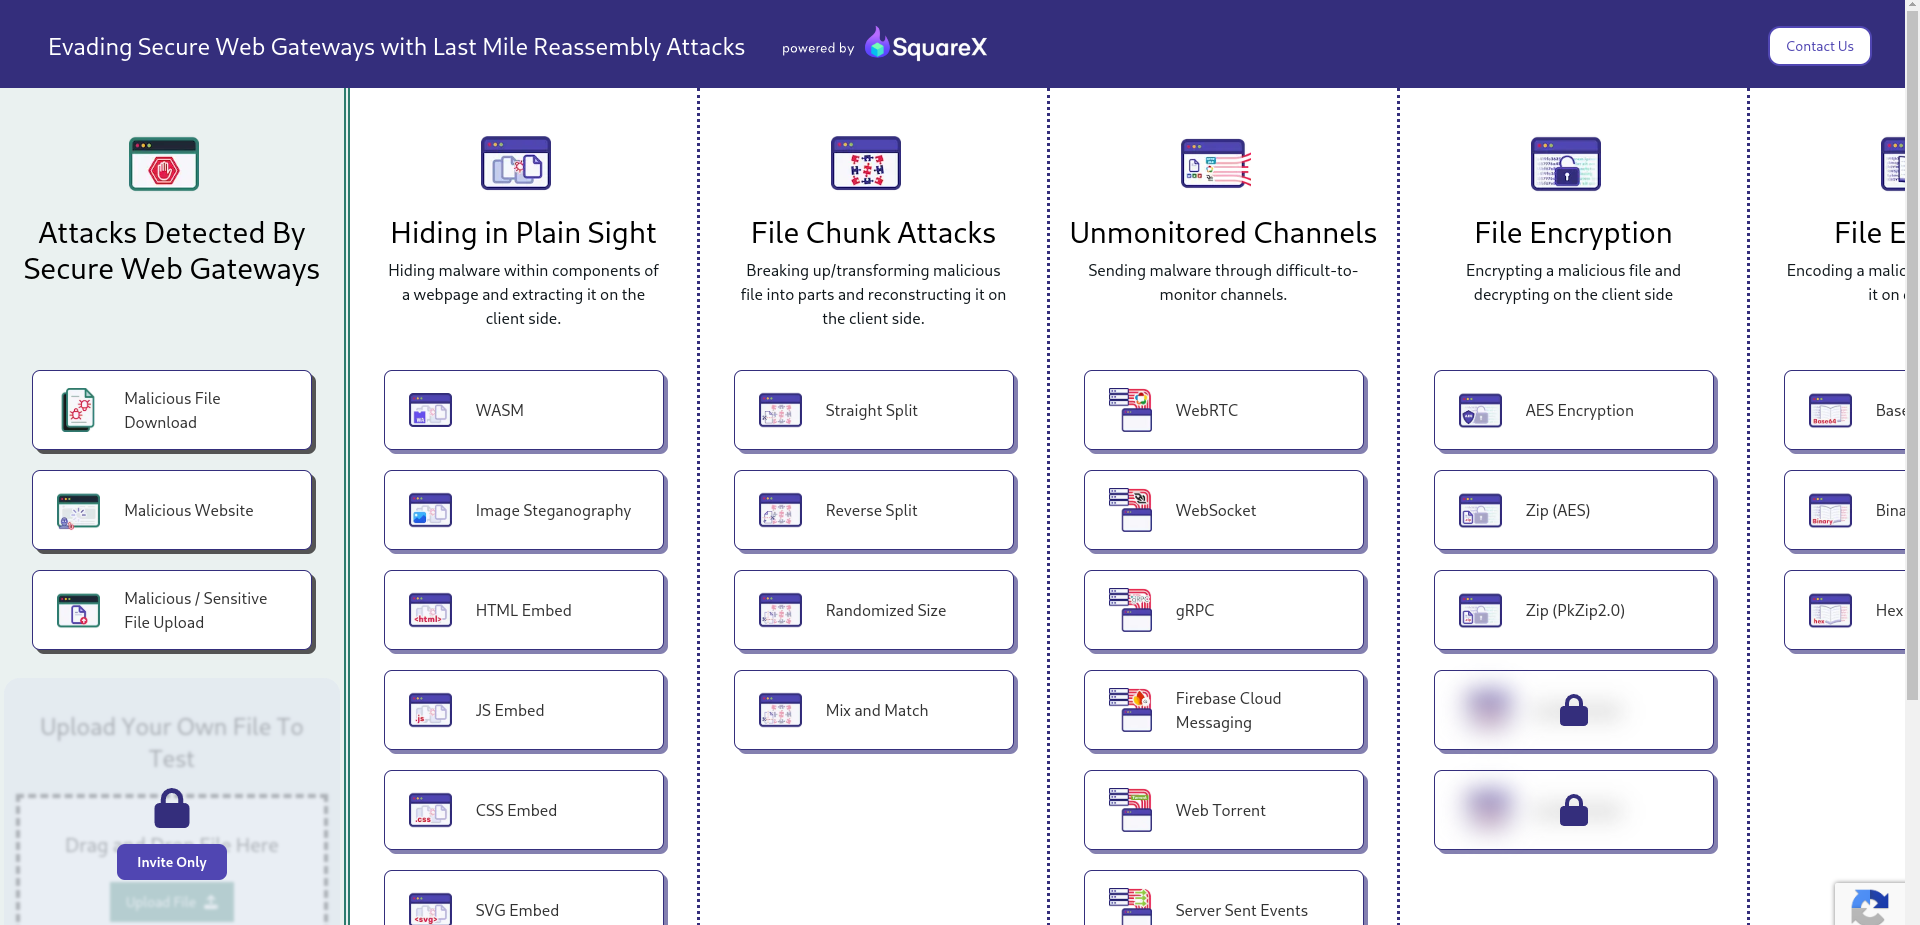 Evading Secure Web Gateways with Last Mile Reassembly Attacks
powered by SquareX
Contact Us
Attacks Detected By
Secure Web Gateways
Malicious File
Download
Malicious Website
Malicious / Sensitive
File Upload
Upload Your Own File To
Test
Drag and Drop File Here
Invite Only
Upload File
Hiding in Plain Sight
Hiding malware within components of
a webpage and extracting it on the
client side.
WASM
Image Steganography
HTML Embed
<html>
JS Embed
.js
CSS Embed
.css
SVG Embed
<svg>
File Chunk Attacks
Breaking up/transforming malicious
file into parts and reconstructing it on
the client side.
Straight Split
Reverse Split
Randomized Size
Mix and Match
Unmonitored Channels
Sending malware through difficult-to-
monitor channels.
WebRTC
WebSocket
gRPC
Firebase Cloud
Messaging
Web Torrent
Server Sent Events
File Encryption
Encrypting a malicious file and
decrypting on the client side
AES Encryption
Zip (AES)
Zip (PkZip2.0)
File E
Encoding a malic
it on
Base64
Base
Binary
Bina
hex
Hex